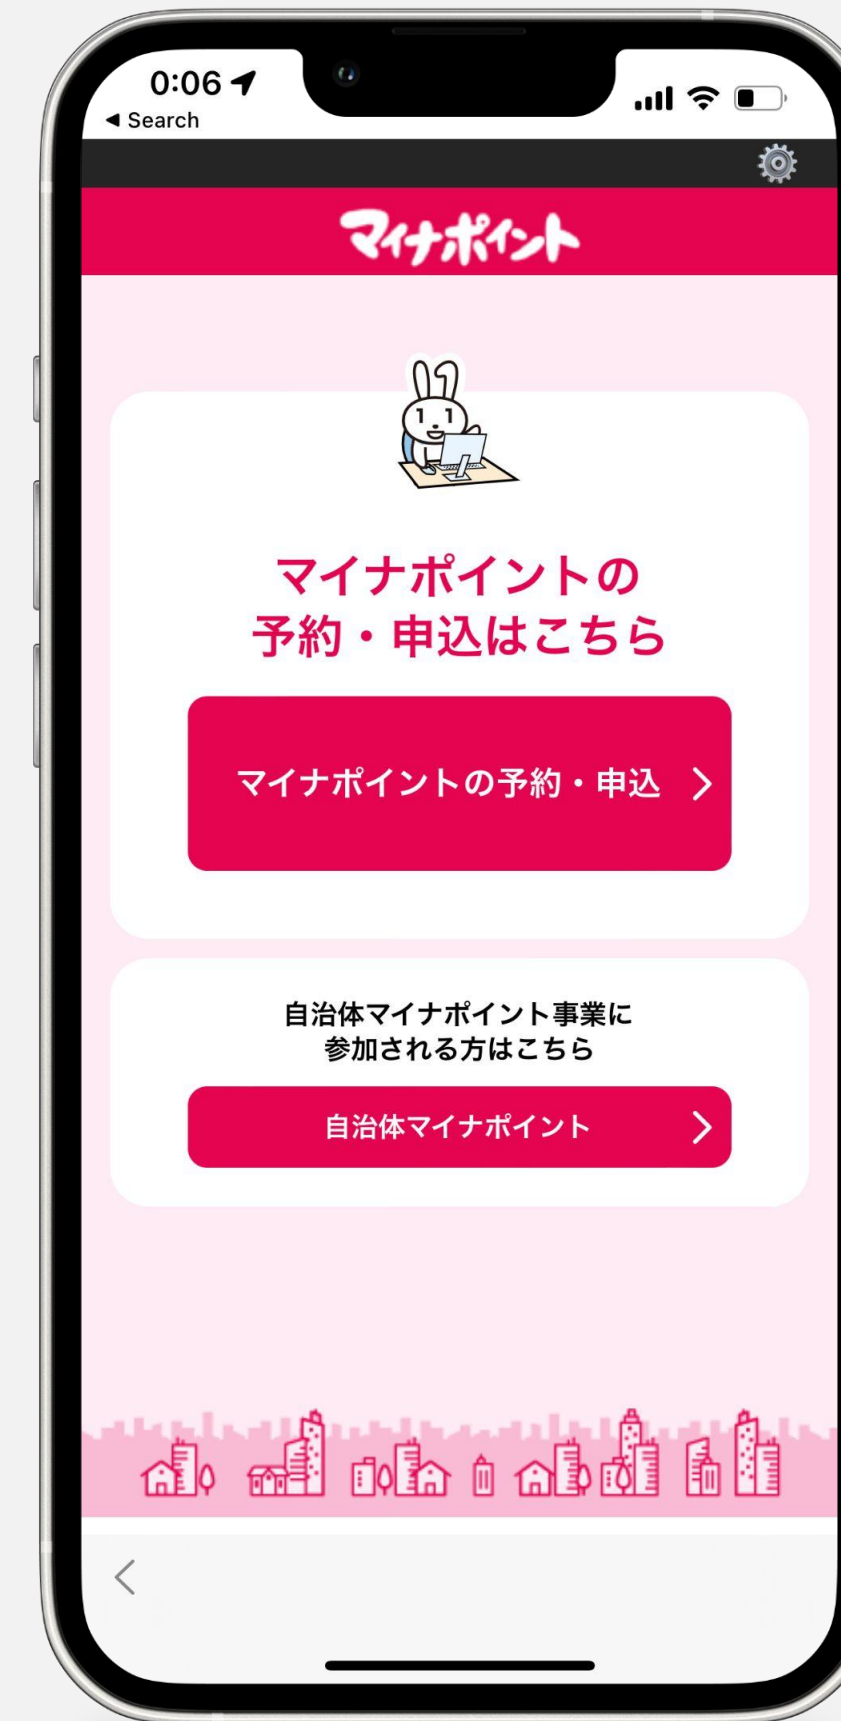 0:06
◀ Search
マイナポイント
マイナポイントの
予約・申込はこちら
マイナポイントの予約・申込
自治体マイナポイント事業に
参加される方はこちら
自治体マイナポイント